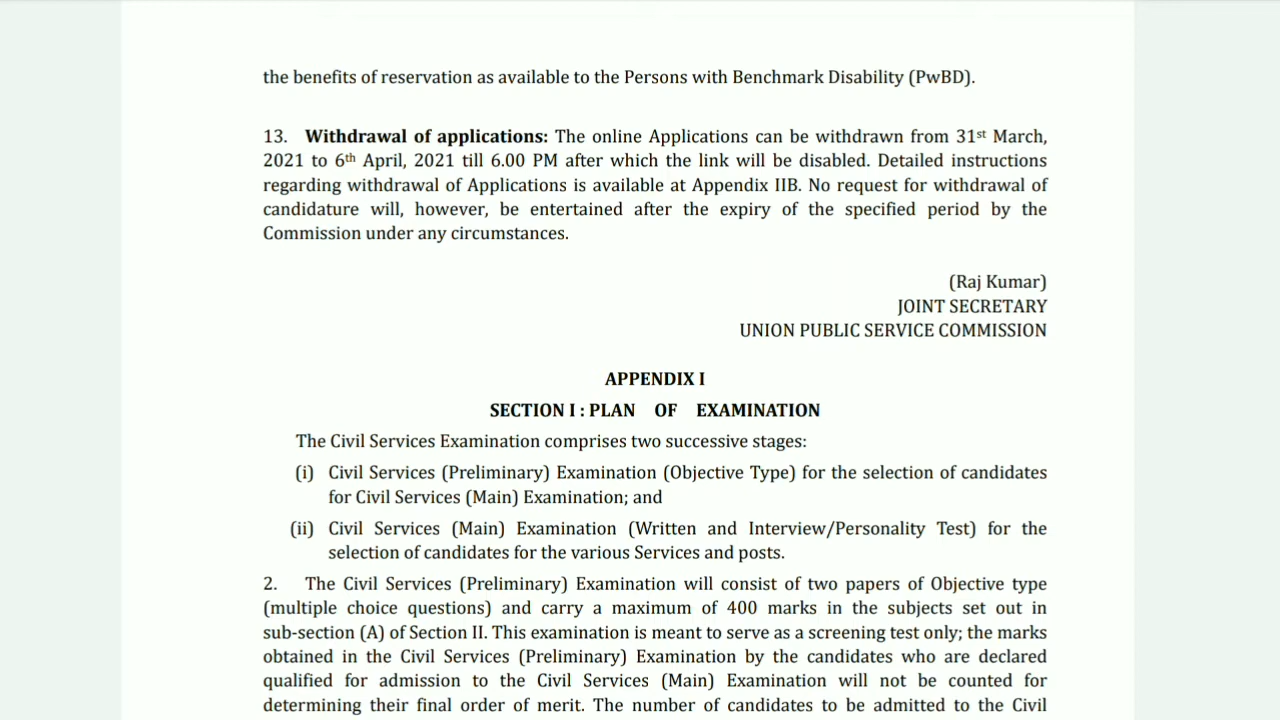 the benefits of reservation as available to the Persons with Benchmark Disability (PwBD).
13. Withdrawal of applications: The online Applications can be withdrawn from 31st March,
2021 to 6th April, 2021 till 6.00 PM after which the link will be disabled. Detailed instructions
regarding withdrawal of Applications is available at Appendix IIB. No request for withdrawal of
candidature will, however, be entertained after the expiry of the specified period by the
Commission under any circumstances.
(Raj Kumar)
JOINT SECRETARY
UNION PUBLIC SERVICE COMMISSION
APPENDIX I
SECTION I : PLAN OF EXAMINATION
The Civil Services Examination comprises two successive stages:
(i) Civil Services (Preliminary) Examination (Objective Type) for the selection of candidates
for Civil Services (Main) Examination; and
(ii) Civil Services (Main) Examination (Written and Interview/Personality Test) for the
selection of candidates for the various Services and posts.
2. The Civil Services (Preliminary) Examination will consist of two papers of Objective type
(multiple choice questions) and carry a maximum of 400 marks in the subjects set out in
sub-section (A) of Section II. This examination is meant to serve as a screening test only; the marks
obtained in the Civil Services (Preliminary) Examination by the candidates who are declared
qualified for admission to the Civil Services (Main) Examination will not be counted for
determining their final order of merit. The number of candidates to be admitted to the Civil